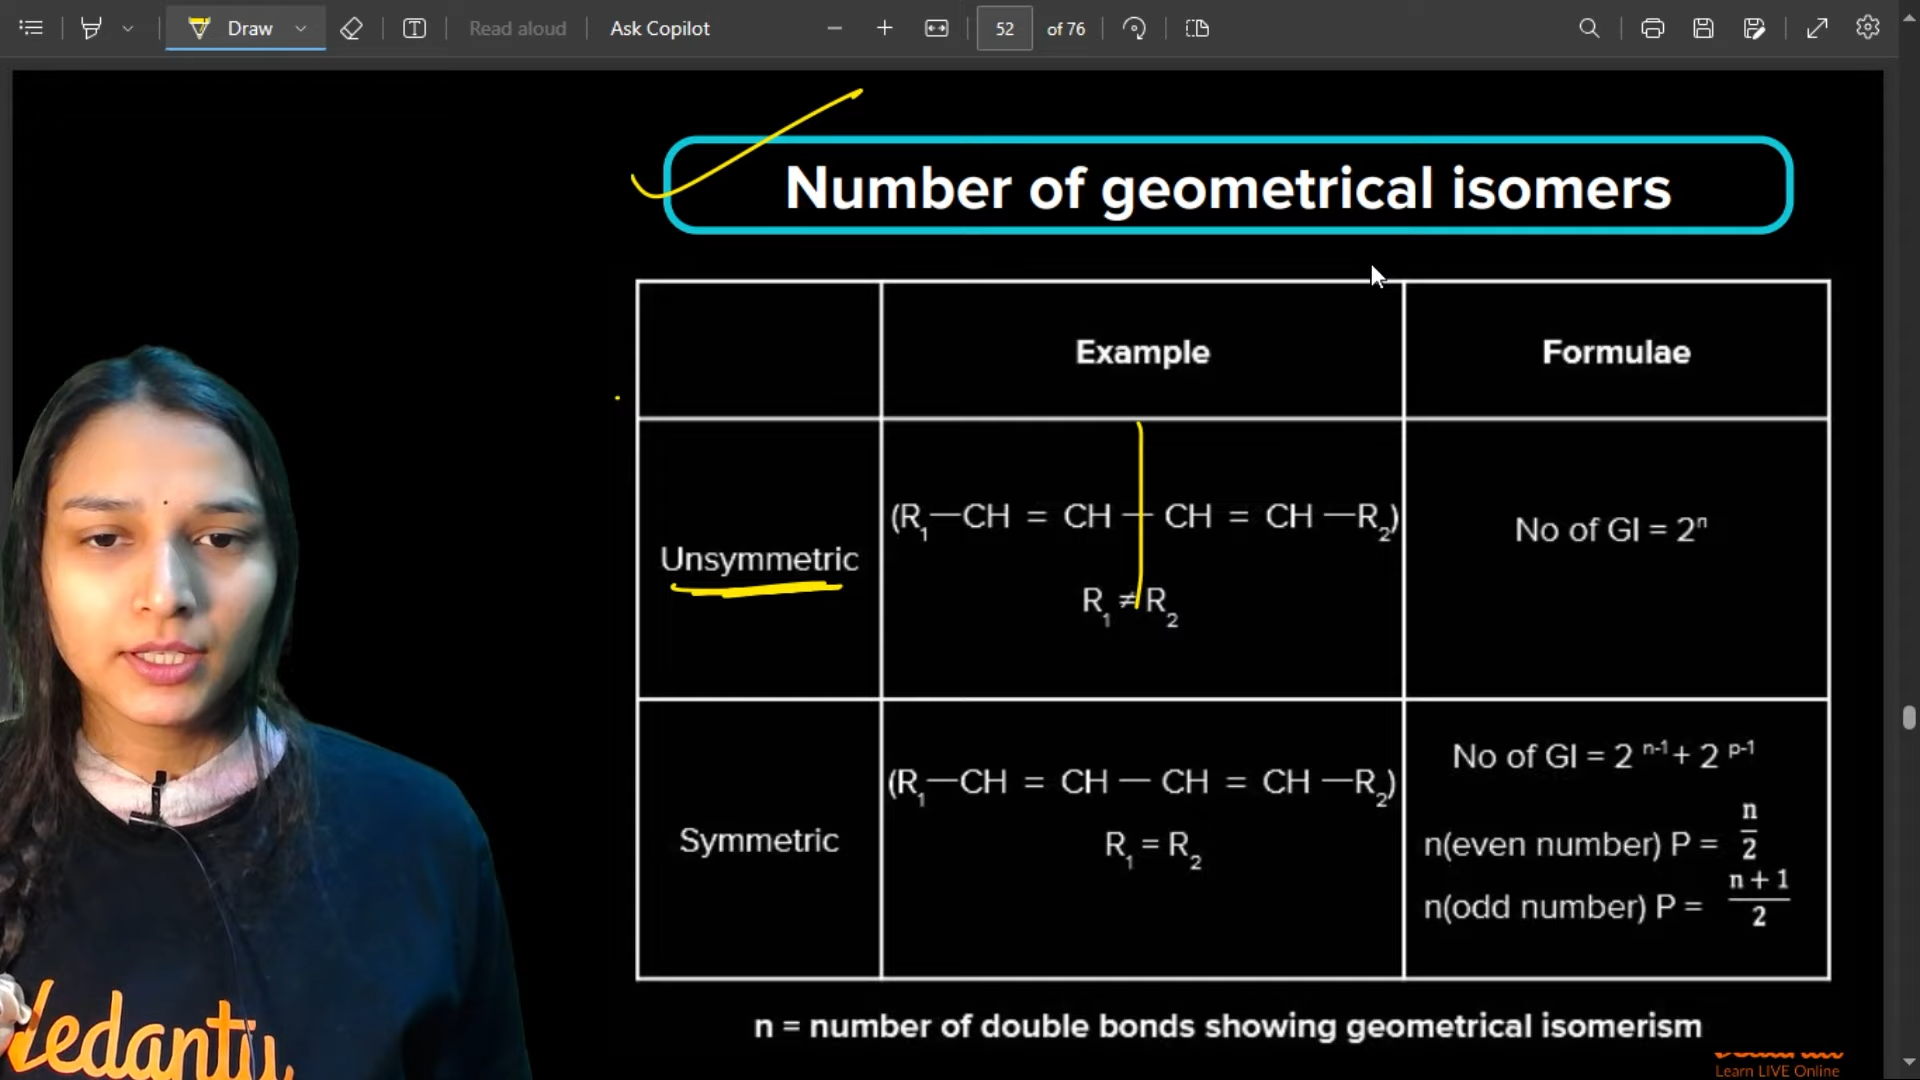 Draw
Read aloud
Ask Copilot
52 of 76
Number of geometrical isomers
Example
Formulae
Unsymmetric
(R₁—CH = CH — CH = CH —R₂)
R₁ ≠ R₂
No of GI = 2ⁿ
Symmetric
(R₁—CH = CH — CH = CH —R₂)
R₁ = R₂
No of GI = 2 ⁿ⁻¹ + 2 ᵖ⁻¹
n(even number) P = n/2
n(odd number) P = n + 1/2
n = number of double bonds showing geometrical isomerism
Vedantu
Learn LIVE Online